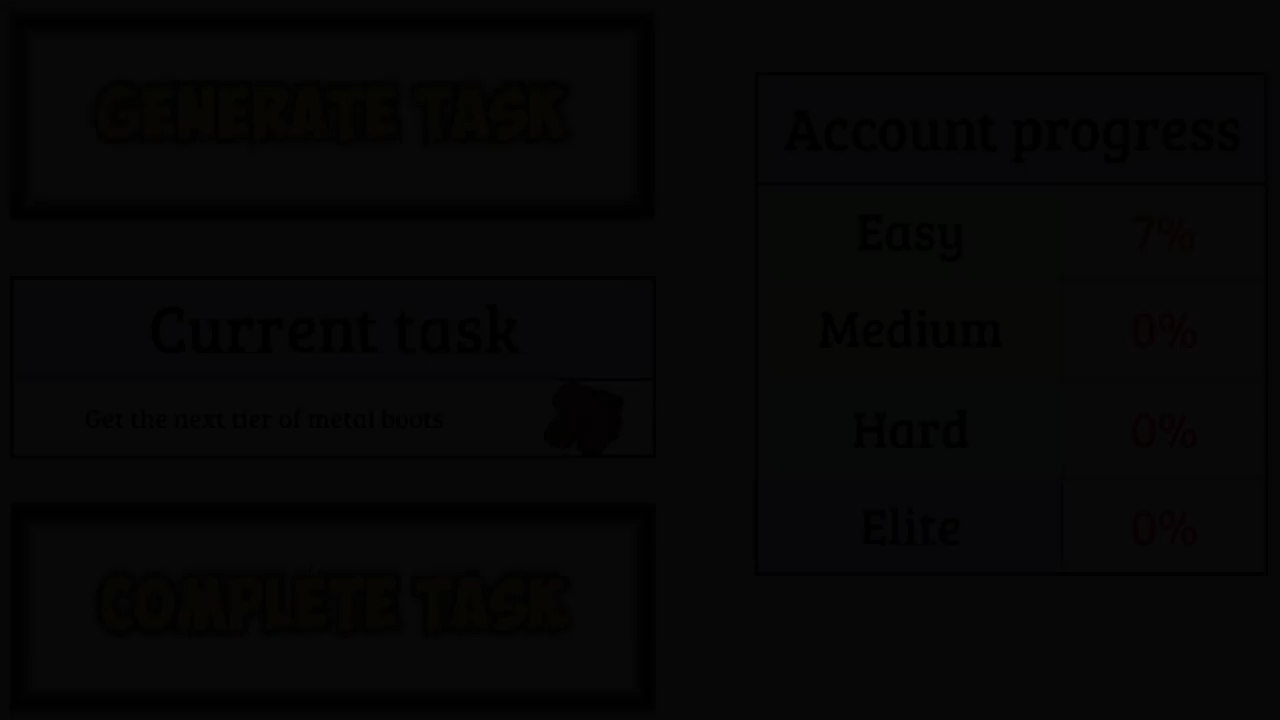 GENERATE TASK
Current task
Get the next tier of metal boots
COMPLETE TASK
Account progress
Easy 7%
Medium 0%
Hard 0%
Elite 0%